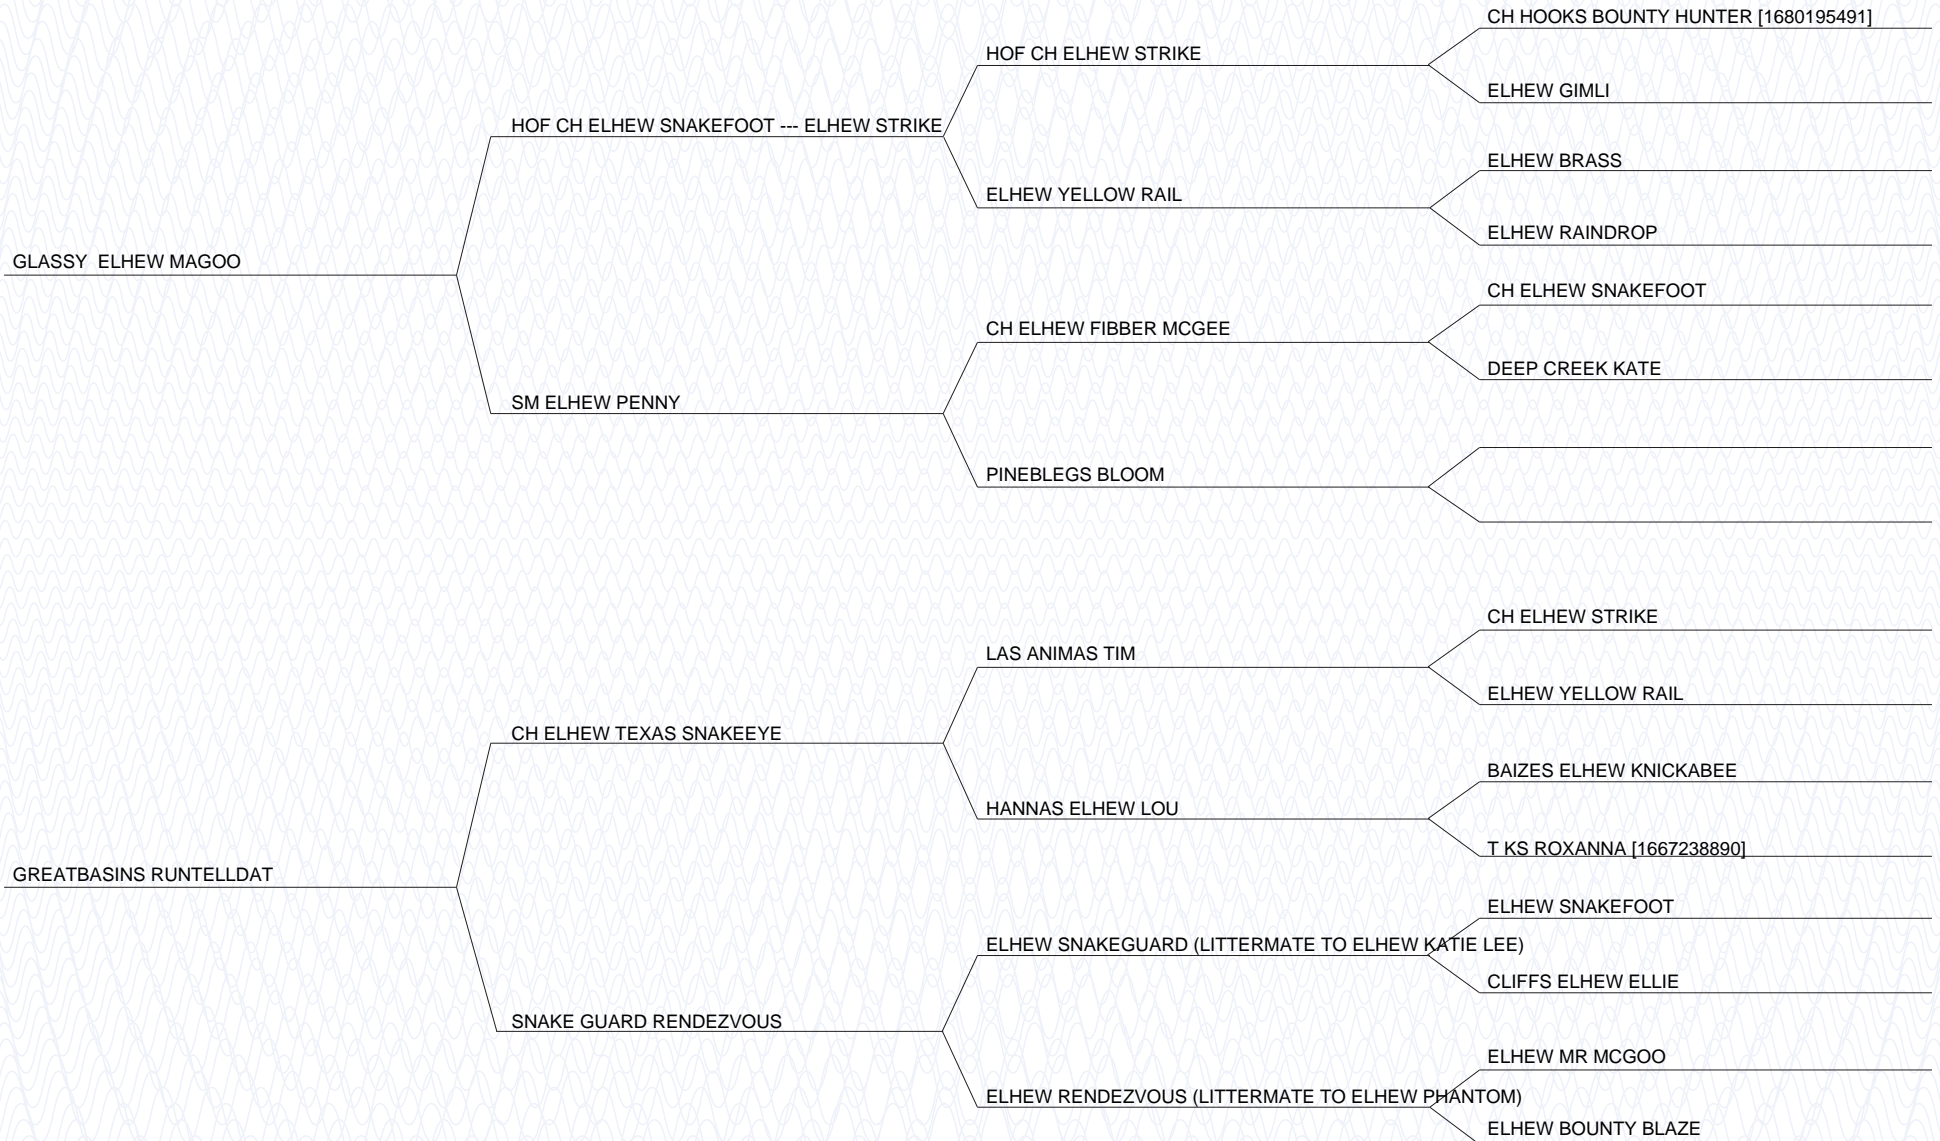 CH HOOKS BOUNTY HUNTER [1680195491]
HOF CH ELHEW STRIKE
ELHEW GIMLI
HOF CH ELHEW SNAKEFOOT --- ELHEW STRIKE
ELHEW BRASS
ELHEW YELLOW RAIL
ELHEW RAINDROP
GLASSY  ELHEW MAGOO
CH ELHEW SNAKEFOOT
CH ELHEW FIBBER MCGEE
DEEP CREEK KATE
SM ELHEW PENNY
PINEBLEGS BLOOM
CH ELHEW STRIKE
LAS ANIMAS TIM
ELHEW YELLOW RAIL
CH ELHEW TEXAS SNAKEEYE
BAIZES ELHEW KNICKABEE
HANNAS ELHEW LOU
T KS ROXANNA [1667238890]
GREATBASINS RUNTELLDAT
ELHEW SNAKEFOOT
ELHEW SNAKEGUARD (LITTERMATE TO ELHEW KATIE LEE)
CLIFFS ELHEW ELLIE
SNAKE GUARD RENDEZVOUS
ELHEW MR MCGOO
ELHEW RENDEZVOUS (LITTERMATE TO ELHEW PHANTOM)
ELHEW BOUNTY BLAZE